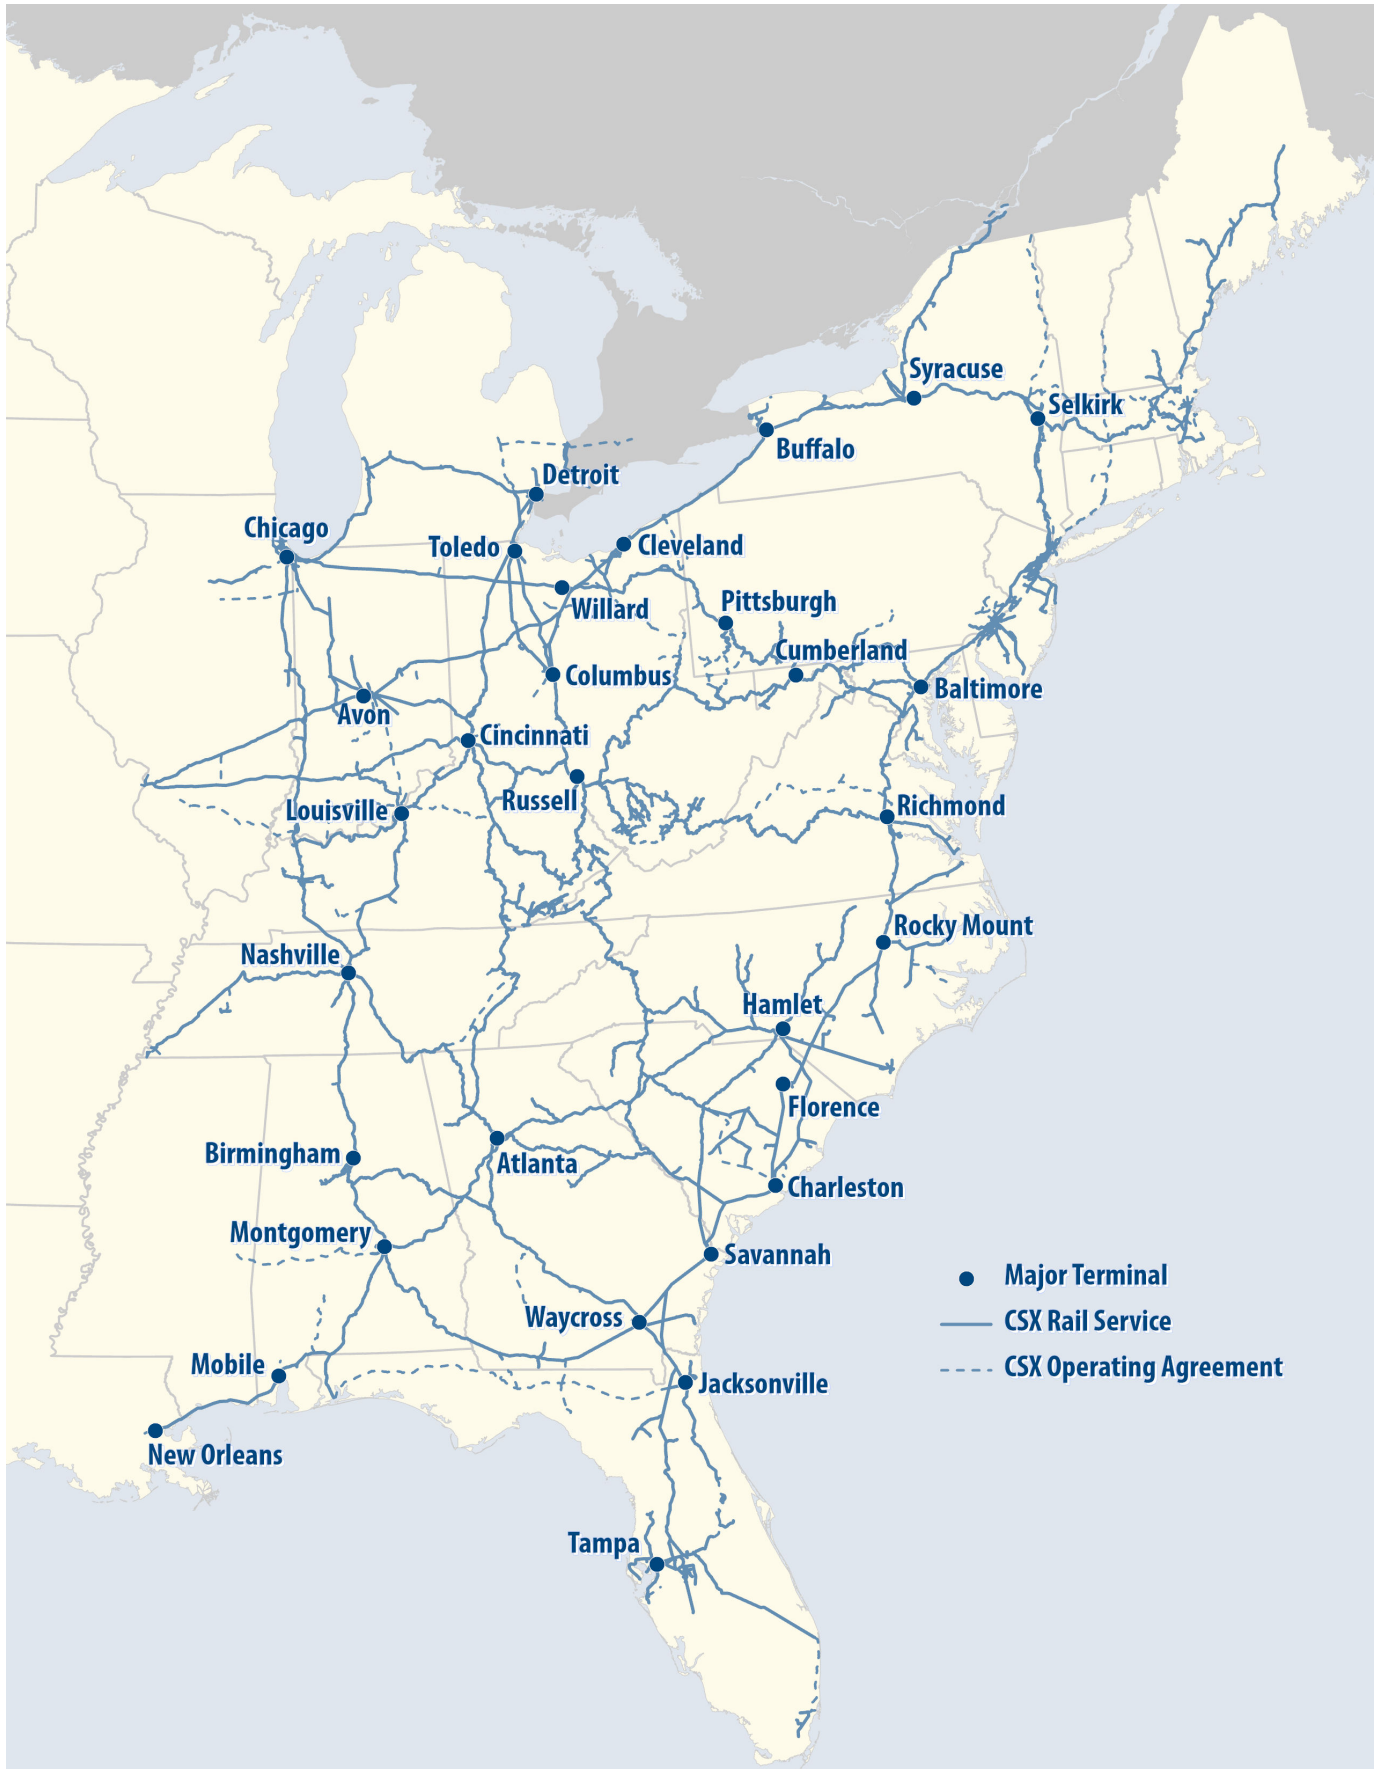 Syracuse
Selkirk
Buffalo
Detroit
Chicago
Toledo
Cleveland
Willard
Pittsburgh
Cumberland
Columbus
Baltimore
Avon
Cincinnati
Russell
Louisville
Richmond
Rocky Mount
Nashville
Hamlet
Florence
Birmingham
Atlanta
Charleston
Montgomery
Savannah
Waycross
Mobile
Jacksonville
New Orleans
Tampa
Major Terminal
CSX Rail Service
CSX Operating Agreement